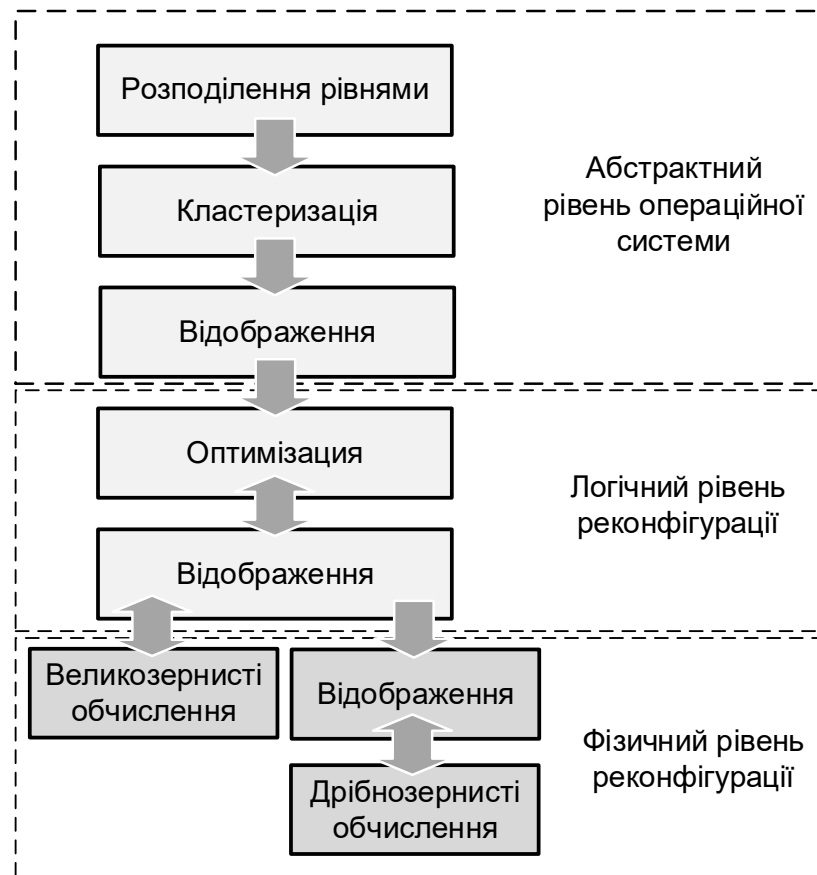 Розподілення рівнями
Кластеризація
Відображення
Абстрактний
рівень операційної
системи
Оптимізация
Відображення
Логічний рівень
реконфігурації
Великозернисті
обчислення
Відображення
Дрібнозернисті
обчислення
Фізичний рівень
реконфігурації